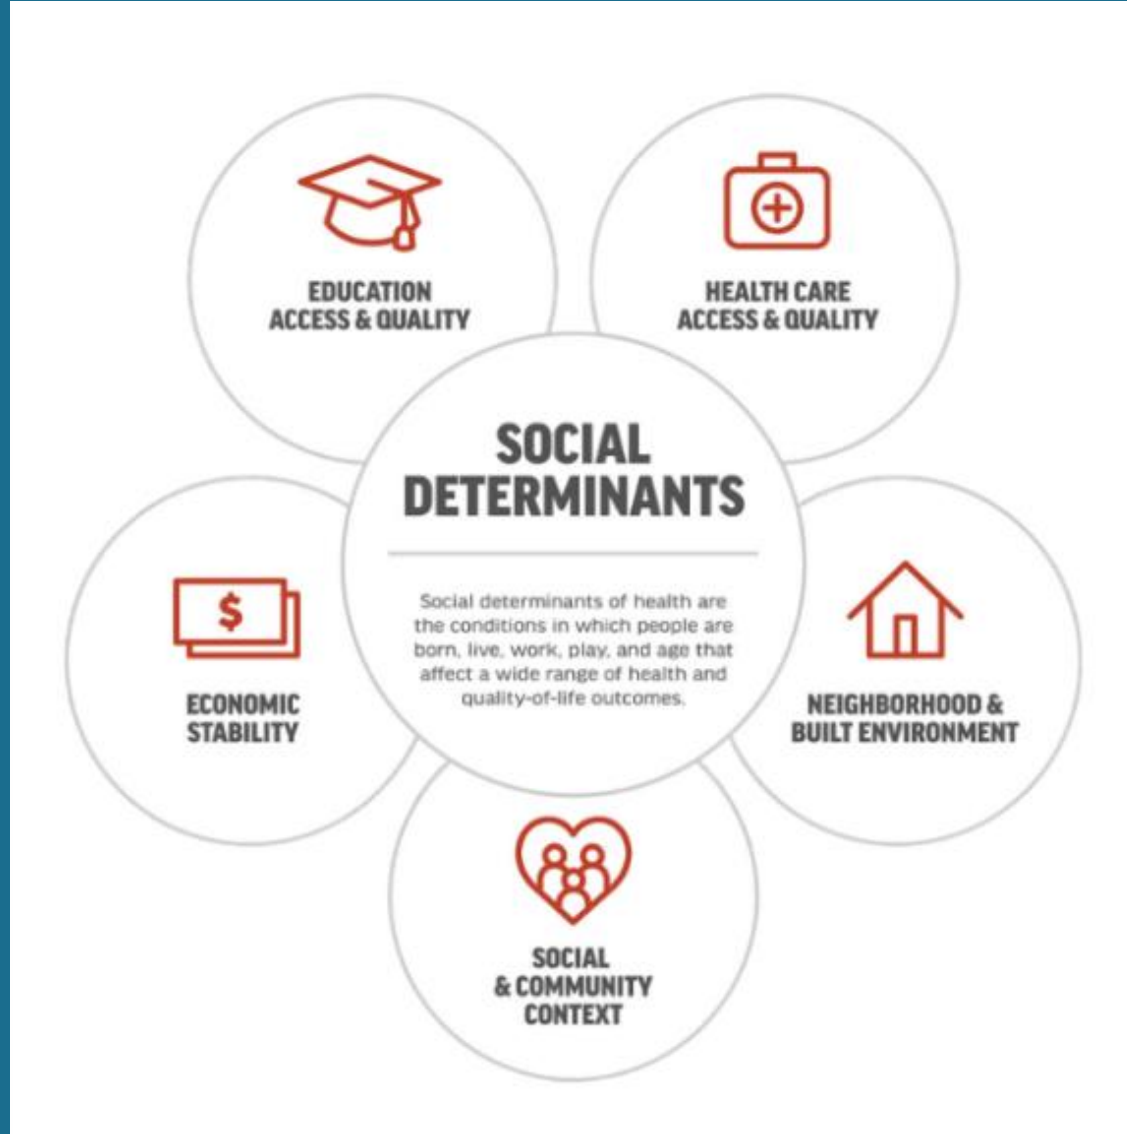 EDUCATION
ACCESS & QUALITY
HEALTH CARE
ACCESS & QUALITY
SOCIAL
DETERMINANTS
Social determinants of health are
the conditions in which people are
born, live, work, play, and age that
affect a wide range of health and
quality-of-life outcomes.
$
ECONOMIC
STABILITY
NEIGHBORHOOD &
BUILT ENVIRONMENT
SOCIAL
& COMMUNITY
CONTEXT